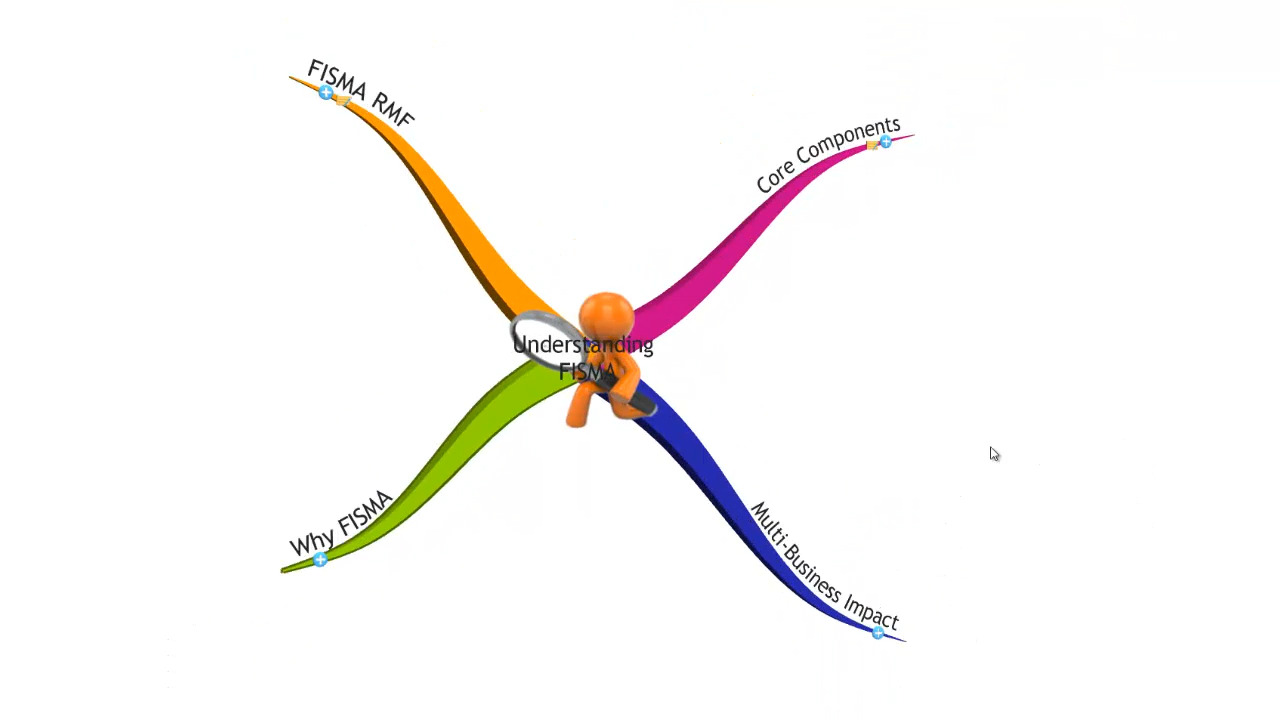 FISMA RMF
Core Components
Understanding
FISMA
Why FISMA
Multi-Business Impact